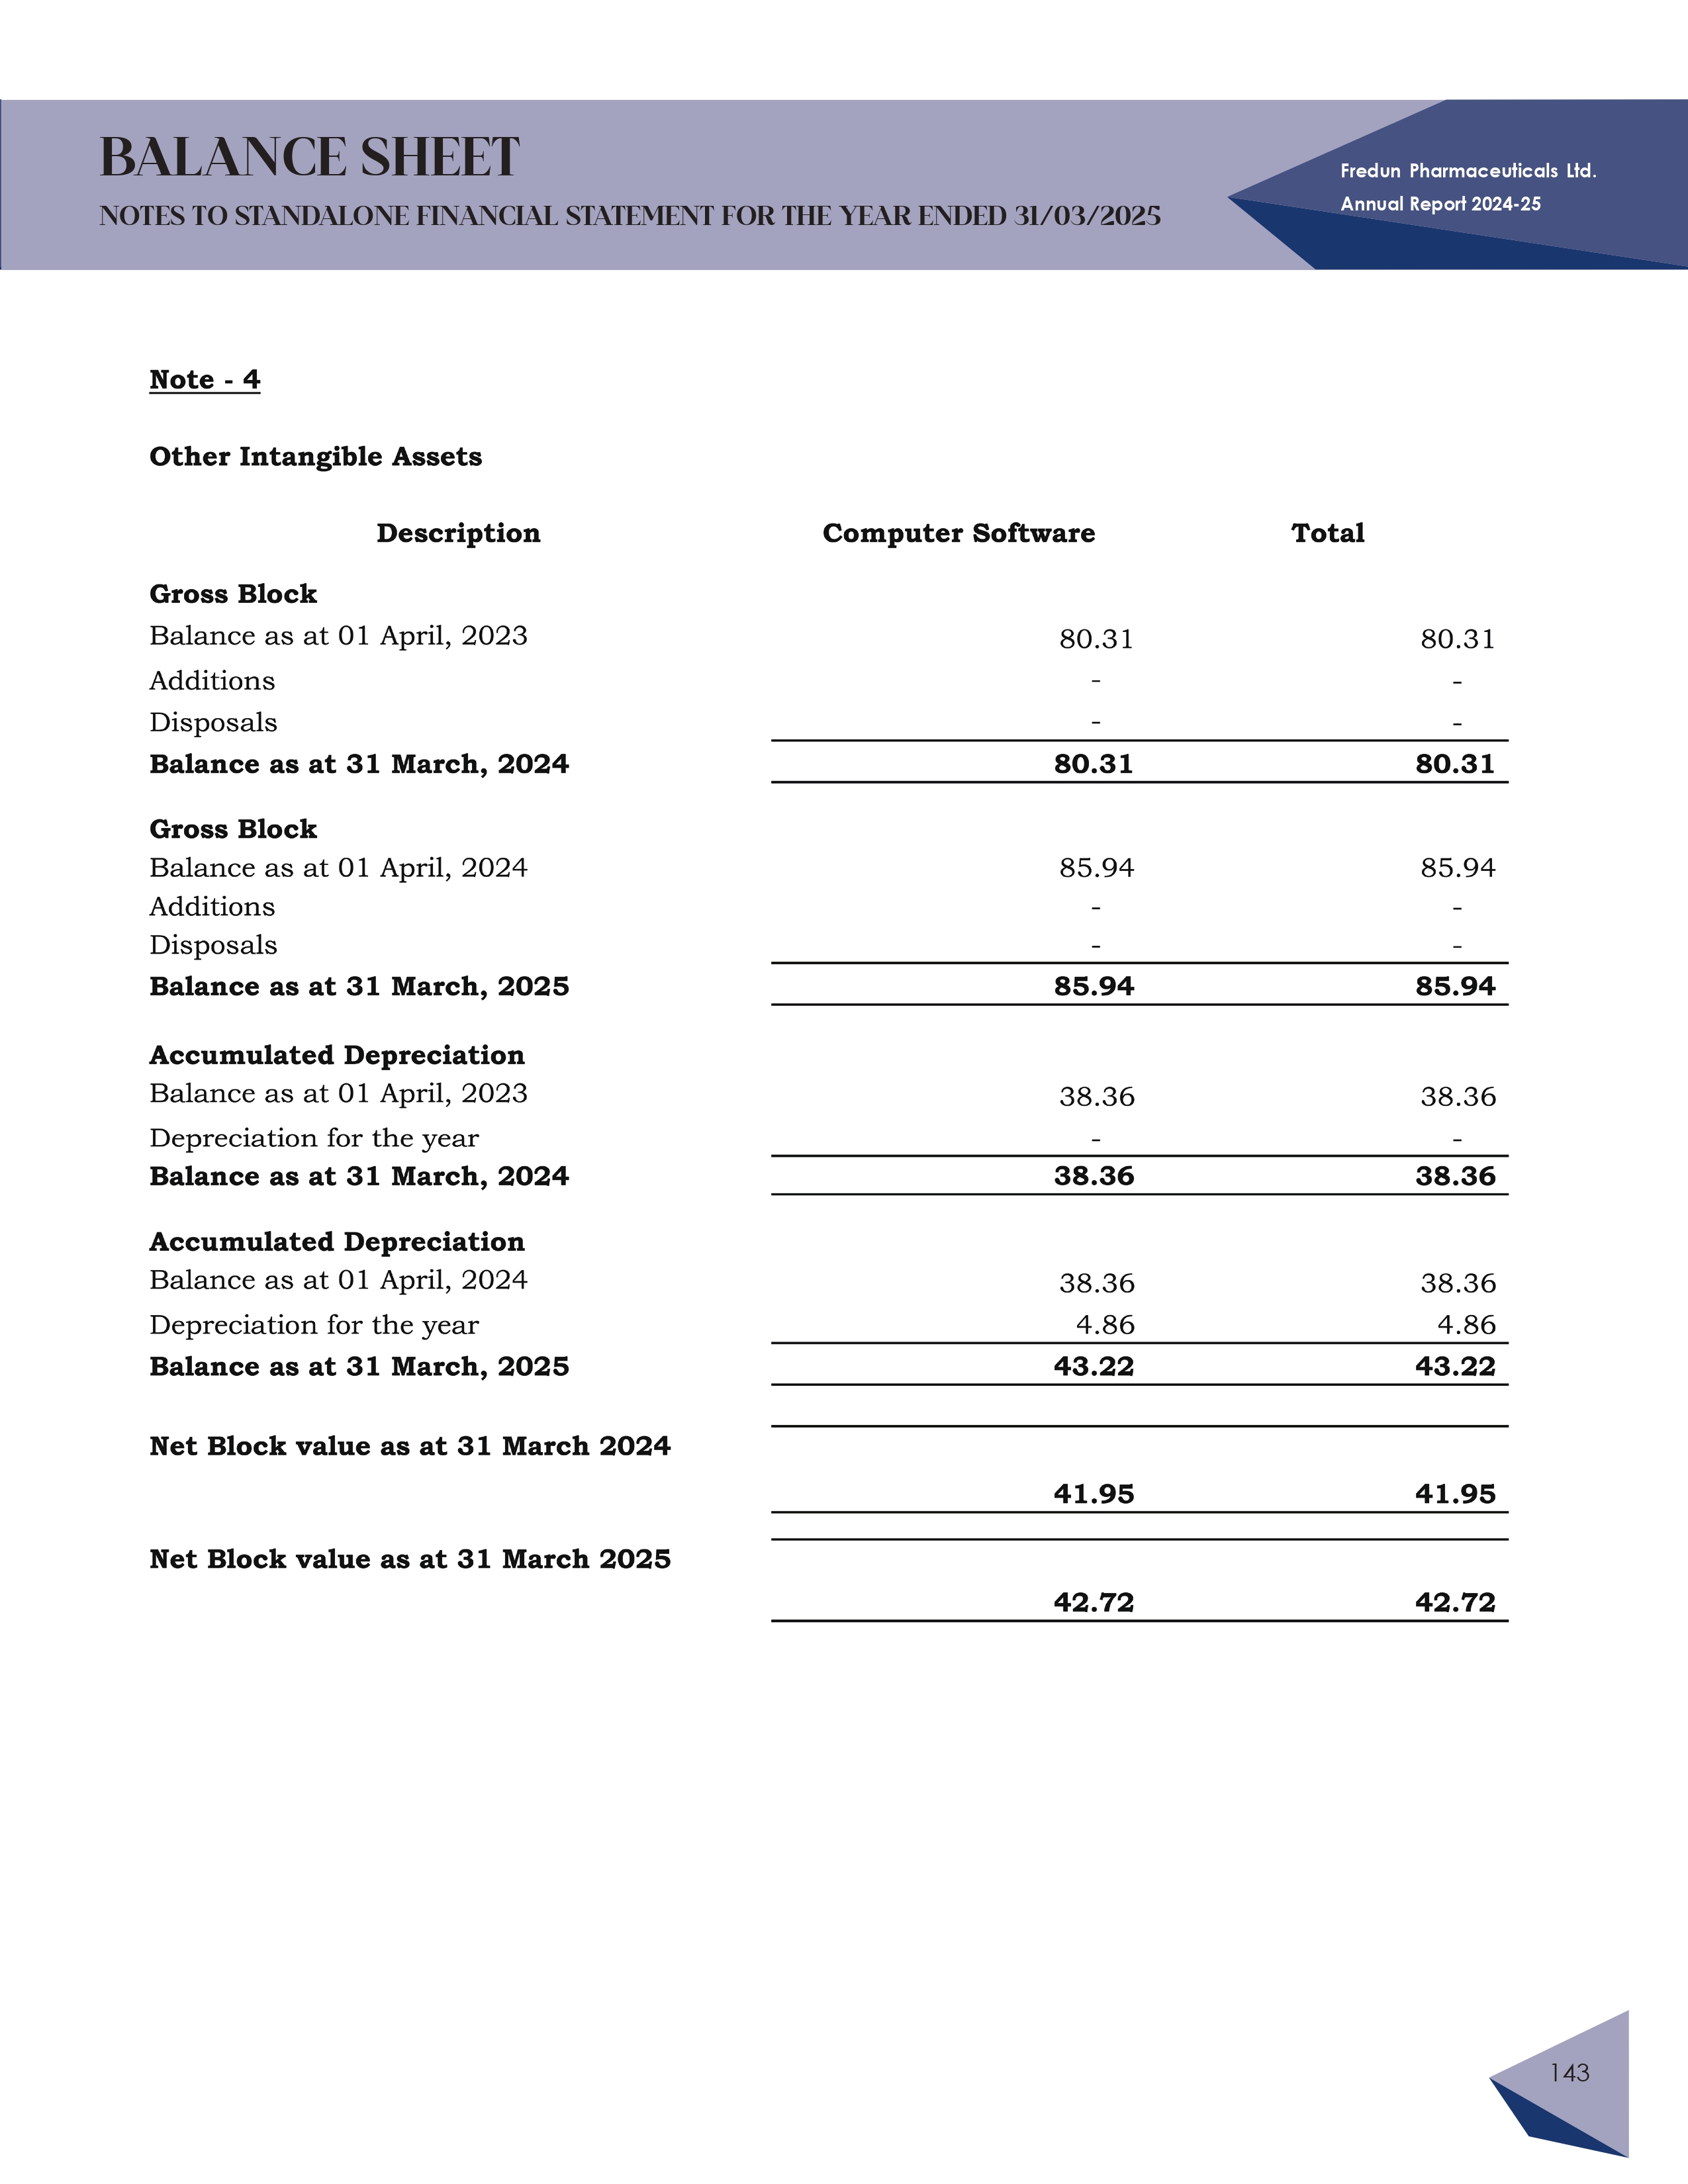 BALANCE SHEET
NOTES TO STANDALONE FINANCIAL STATEMENT FOR THE YEAR ENDED 31/03/2025
Fredun Pharmaceuticals Ltd.
Annual Report 2024-25
Note - 4
Other Intangible Assets
Description Computer Software Total
Gross Block
Balance as at 01 April, 2023 80.31 80.31
Additions - -
Disposals - -
Balance as at 31 March, 2024 80.31 80.31
Gross Block
Balance as at 01 April, 2024 85.94 85.94
Additions - -
Disposals - -
Balance as at 31 March, 2025 85.94 85.94
Accumulated Depreciation
Balance as at 01 April, 2023 38.36 38.36
Depreciation for the year - -
Balance as at 31 March, 2024 38.36 38.36
Accumulated Depreciation
Balance as at 01 April, 2024 38.36 38.36
Depreciation for the year 4.86 4.86
Balance as at 31 March, 2025 43.22 43.22
Net Block value as at 31 March 2024
41.95 41.95
Net Block value as at 31 March 2025
42.72 42.72
143